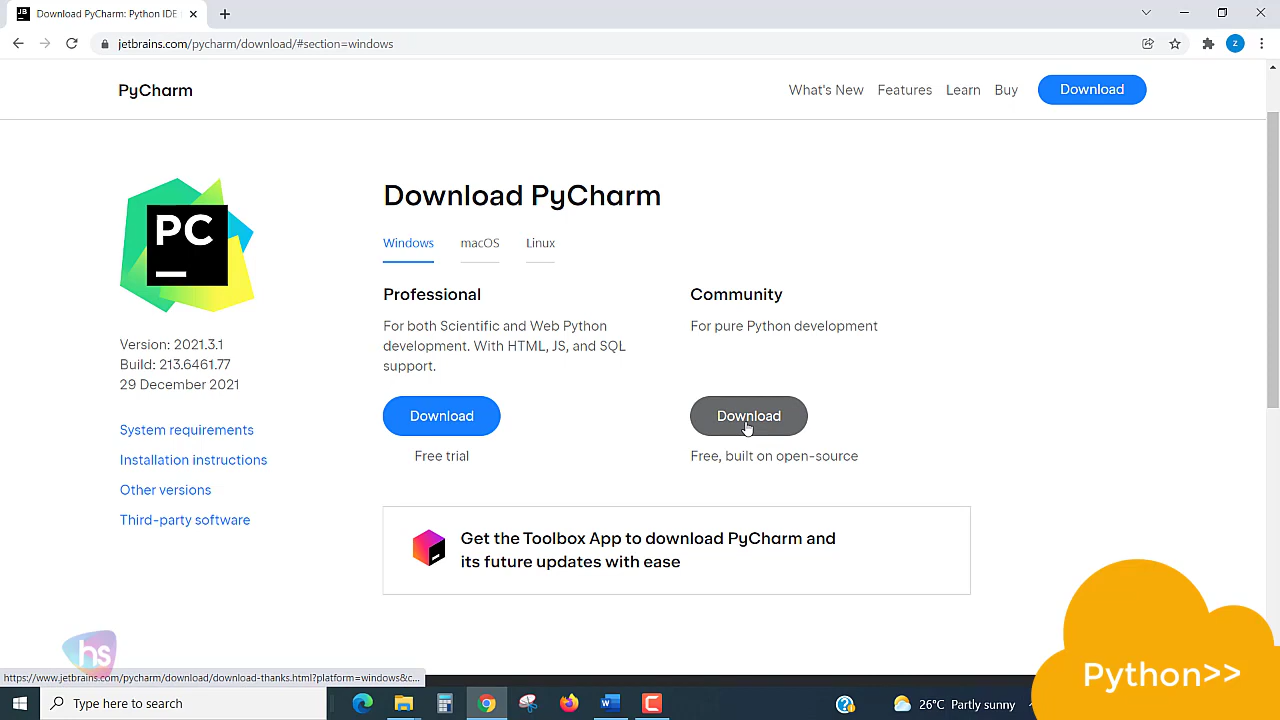 JB
Download PyCharm: Python IDE
jetbrains.com/pycharm/download/#section=windows
Z
PyCharm
What's New
Features
Learn
Buy
Download
PC
Download PyCharm
Windows
macOS
Linux
Professional
For both Scientific and Web Python
development. With HTML, JS, and SQL
support.
Download
Free trial
Community
For pure Python development
Download
Free, built on open-source
Version: 2021.3.1
Build: 213.6461.77
29 December 2021
System requirements
Installation instructions
Other versions
Third-party software
Get the Toolbox App to download PyCharm and
its future updates with ease
hs
Python>>
https://www.jetbrains.com/pycharm/download/download-thanks.html?platform=windows&c...
Type here to search
W
C
?
26°C Partly sunny